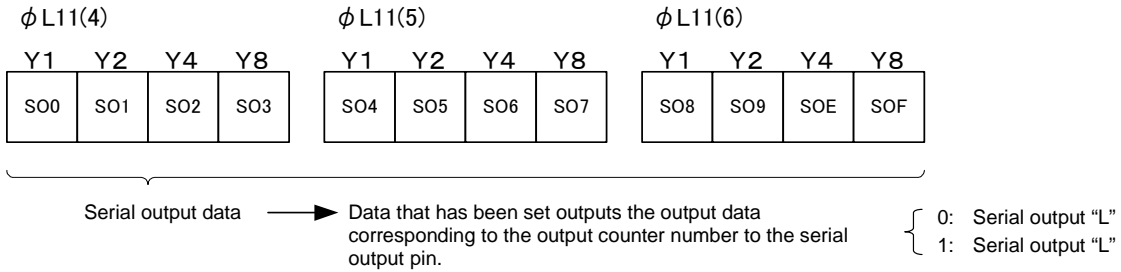 φL11(4) φL11(5) φL11(6)
Y1 Y2 Y4 Y8 Y1 Y2 Y4 Y8 Y1 Y2 Y4 Y8
SO0 SO1 SO2 SO3 SO4 SO5 SO6 SO7 SO8 SO9 SOE SOF
Serial output data Data that has been set outputs the output data
corresponding to the output counter number to the serial
output pin.
0: Serial output “L”
1: Serial output “L”